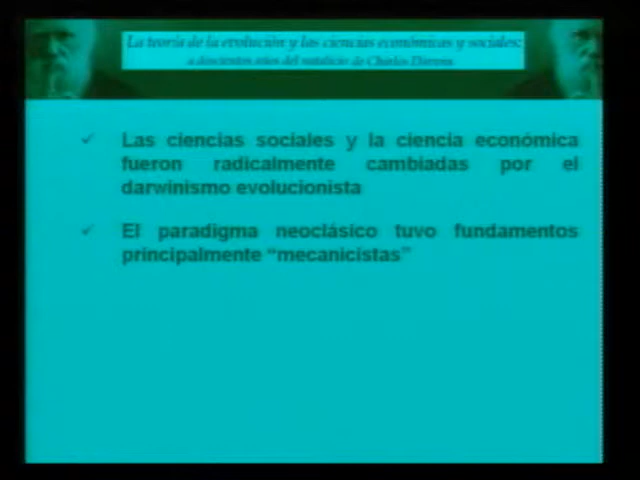 La teoría de la evolución y las ciencias económicas y sociales:
a doscientos años del natalicio de Charles Darwin
✓ Las ciencias sociales y la ciencia económica
fueron radicalmente cambiadas por el
darwinismo evolucionista
✓ El paradigma neoclásico tuvo fundamentos
principalmente “mecanicistas”